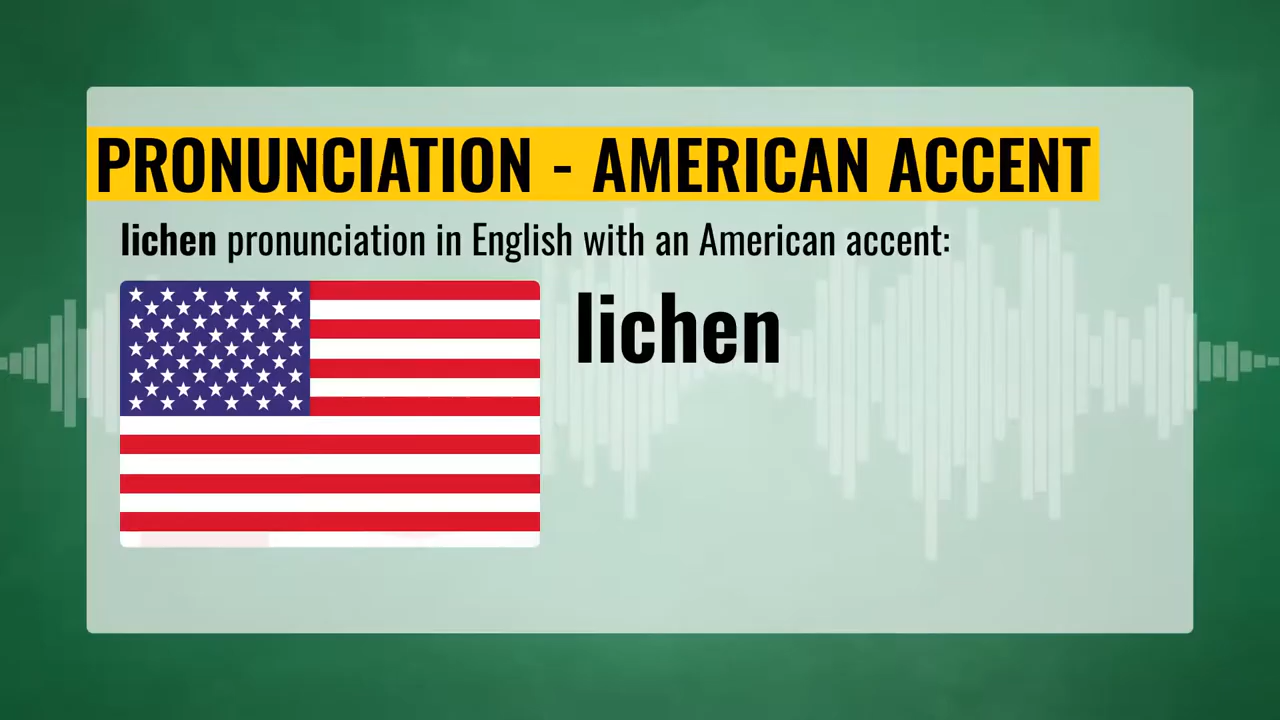 PRONUNCIATION - AMERICAN ACCENT
lichen pronunciation in English with an American accent:
lichen